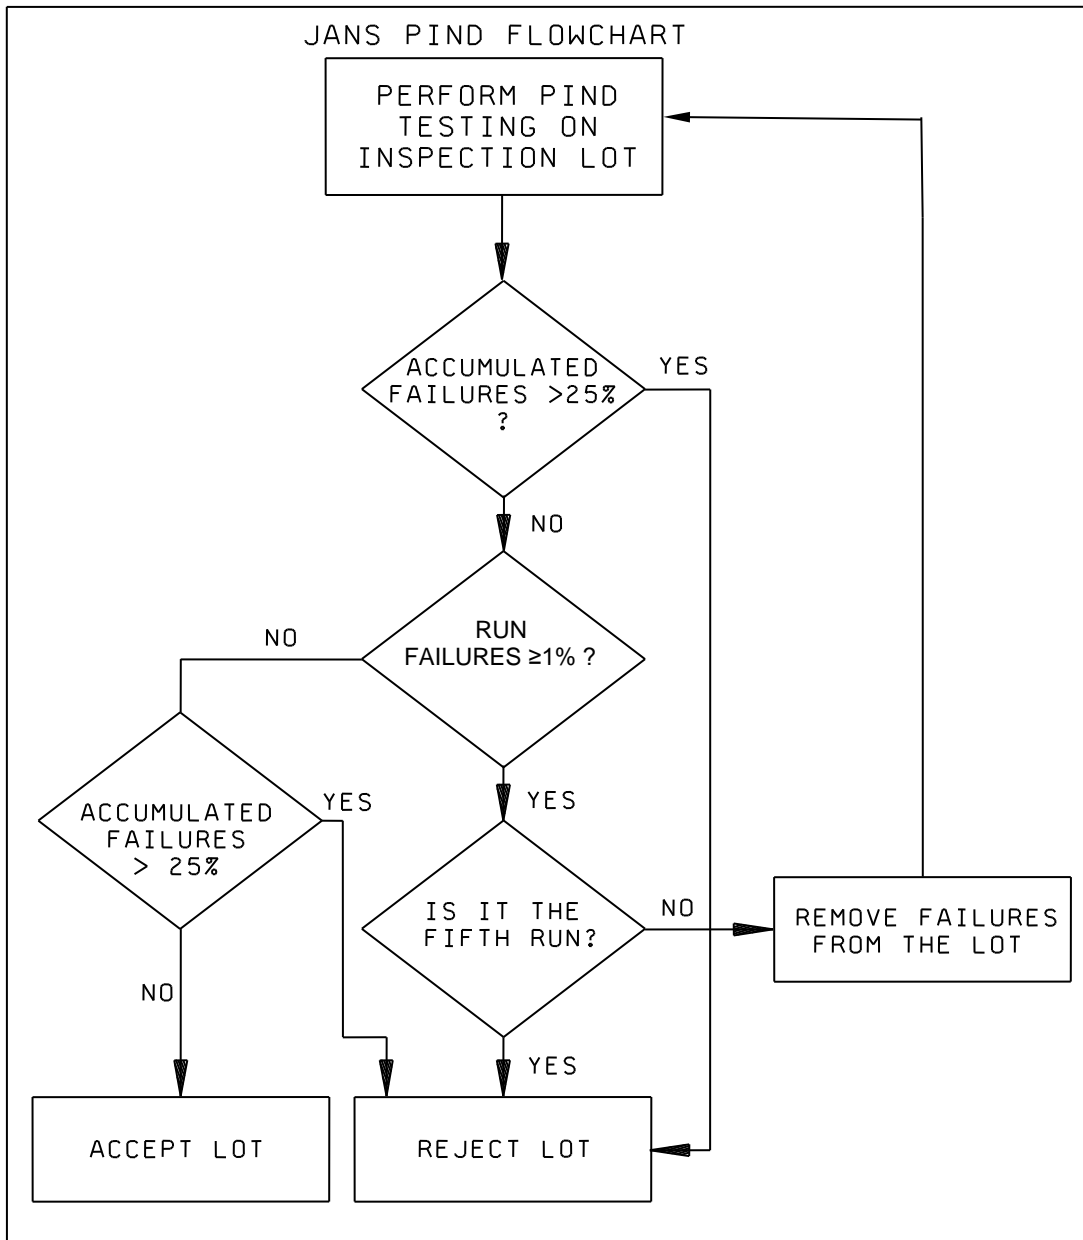 JANS PIND FLOWCHART
PERFORM PIND
TESTING ON
INSPECTION LOT
ACCUMULATED
FAILURES >25%
?
YES
NO
RUN
FAILURES ≥1% ?
NO
YES
ACCUMULATED
FAILURES
> 25%
YES
NO
IS IT THE
FIFTH RUN?
NO
YES
REMOVE FAILURES
FROM THE LOT
ACCEPT LOT
REJECT LOT